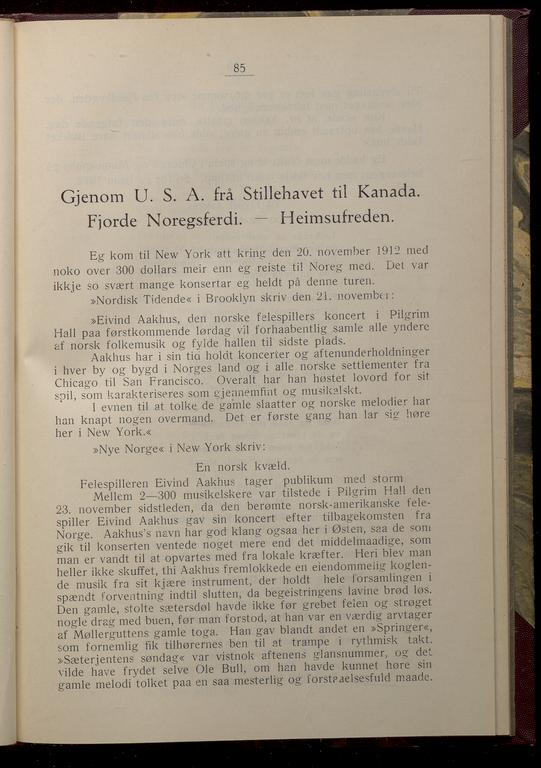 85
Gjenom U. S. A. frå Stillehavet til Kanada.
Fjorde Noregsferdi. — Heimsufreden.
Eg kom til New York att kring den 20. november 1912 med
noko over 300 dollars meir enn eg reiste til Noreg med. Det var
ikkje so svært mange konsertar eg heldt på denne turen.
»Nordisk Tidende« i Brooklyn skriv den 21. november:
»Eivind Aakhus, den norske felespillers koncert i Pilgrim
Hall paa førstkommende lørdag vil forhaabentlig samle alle yndere
af norsk folkemusik og fylde hallen til sidste plads.
Aakhus har i sin tid holdt koncerter og aftenunderholdninger
i hver by og bygd i Norges land og i alle norske settlementer fra
Chicago til San Francisco. Overalt har han høstet lovord for sit
spil, som karakteriseres som gjennemfint og musikalskt.
I evnen til at tolke de gamle slaatter og norske melodier har
han knapt nogen overmand. Det er første gang han lar sig høre
her i New York.«
»Nye Norge« i New York skriv:
En norsk kvæld.
Felespilleren Eivind Aakhus tager publikum med storm
Mellem 2—300 musikelskere var tilstede i Pilgrim Hall den
23. november sidstleden, da den berømte norsk-amerikanske fele-
spiller Eivind Aakhus gav sin koncert efter tilbagekomsten fra
Norge. Aakhus's navn har god klang ogsaa her i Østen, saa de som
gik til konserten ventede noget mere end det middelmaadige, som
man er vandt til at opvartes med fra lokale kræfter. Heri blev man
heller ikke skuffet, thi Aakhus fremlokkede en eiendommelig koglen-
de musik fra sit kjære instrument, der holdt hele forsamlingen i
spændt forventning indtil slutten, da begeistringens lavine brød løs.
Den gamle, stolte sætersdøl havde ikke før grebet felen og strøget
nogle drag med buen, før man forstod, at han var en værdig arvtager
af Møllerguttens gamle toga. Han gav blandt andet en »Springer«,
som fornemlig fik tilhørernes ben til at trampe i rythmisk takt.
»Sæterjentens søndag« var vistnok aftenens glansnummer, og det
vilde have frydet selve Ole Bull, om han havde kunnet høre sin
gamle melodi tolket paa en saa mesterlig og forstaaelsesfuld maade.